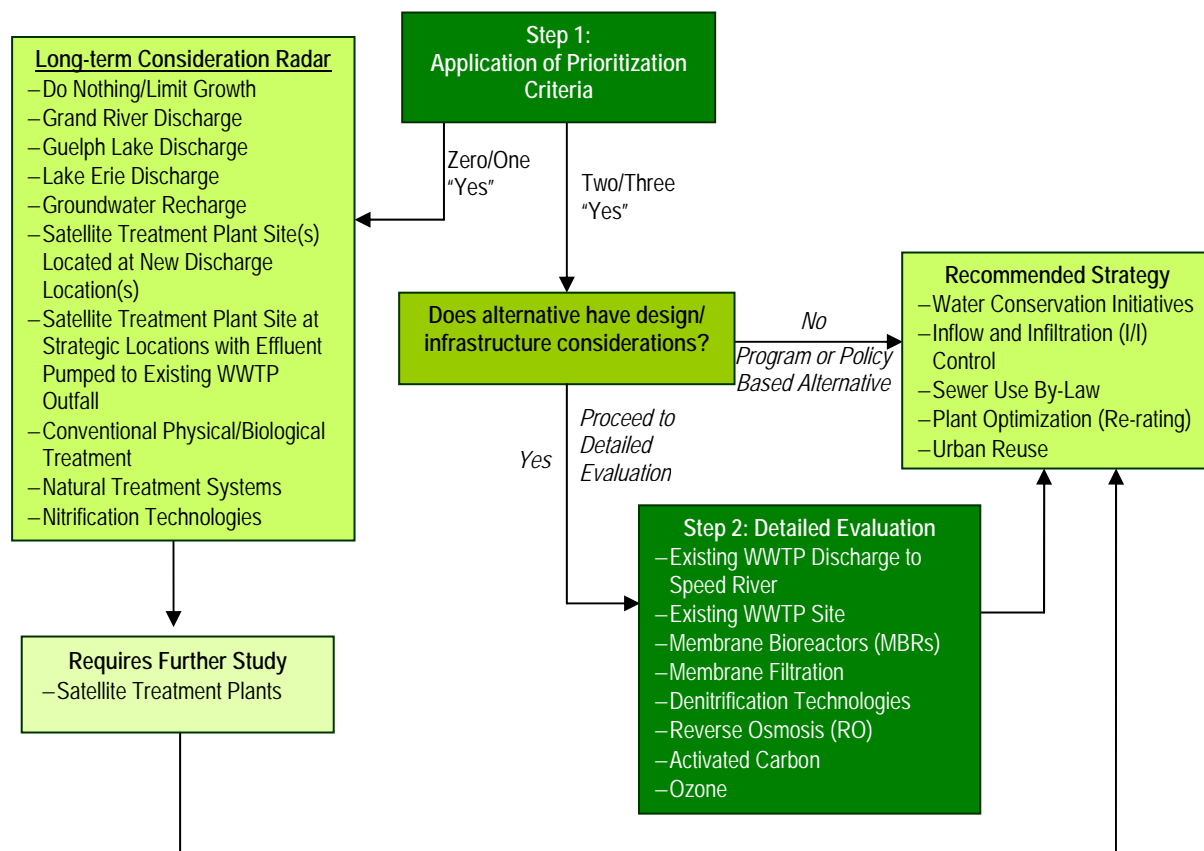 Step 1:
Application of Prioritization
Criteria
Long-term Consideration Radar
–Do Nothing/Limit Growth
–Grand River Discharge
–Guelph Lake Discharge
–Lake Erie Discharge
–Groundwater Recharge
–Satellite Treatment Plant Site(s)
Located at New Discharge
Location(s)
–Satellite Treatment Plant Site at
Strategic Locations with Effluent
Pumped to Existing WWTP
Outfall
–Conventional Physical/Biological
Treatment
–Natural Treatment Systems
–Nitrification Technologies
Zero/One
“Yes”
Two/Three
“Yes”
Does alternative have design/
infrastructure considerations?
No
Program or Policy
Based Alternative
Recommended Strategy
–Water Conservation Initiatives
–Inflow and Infiltration (I/I)
Control
–Sewer Use By-Law
–Plant Optimization (Re-rating)
–Urban Reuse
Yes
Proceed to
Detailed
Evaluation
Step 2: Detailed Evaluation
–Existing WWTP Discharge to
Speed River
–Existing WWTP Site
–Membrane Bioreactors (MBRs)
–Membrane Filtration
–Denitrification Technologies
–Reverse Osmosis (RO)
–Activated Carbon
–Ozone
Requires Further Study
–Satellite Treatment Plants